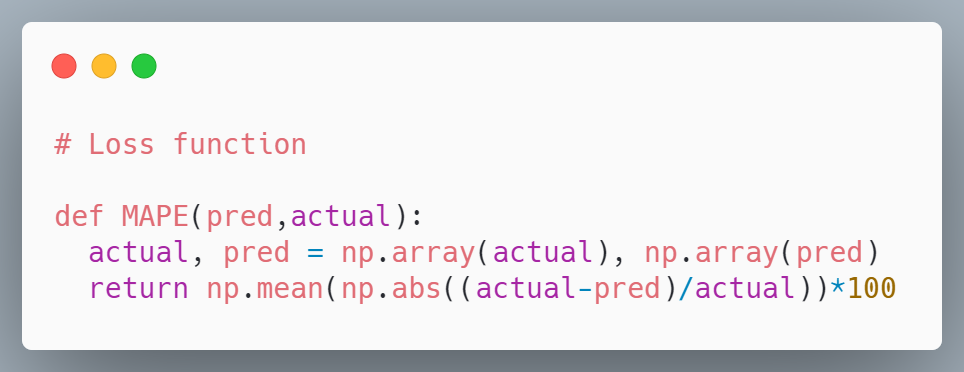 # Loss function
def MAPE(pred,actual):
  actual, pred = np.array(actual), np.array(pred)
  return np.mean(np.abs((actual-pred)/actual))*100